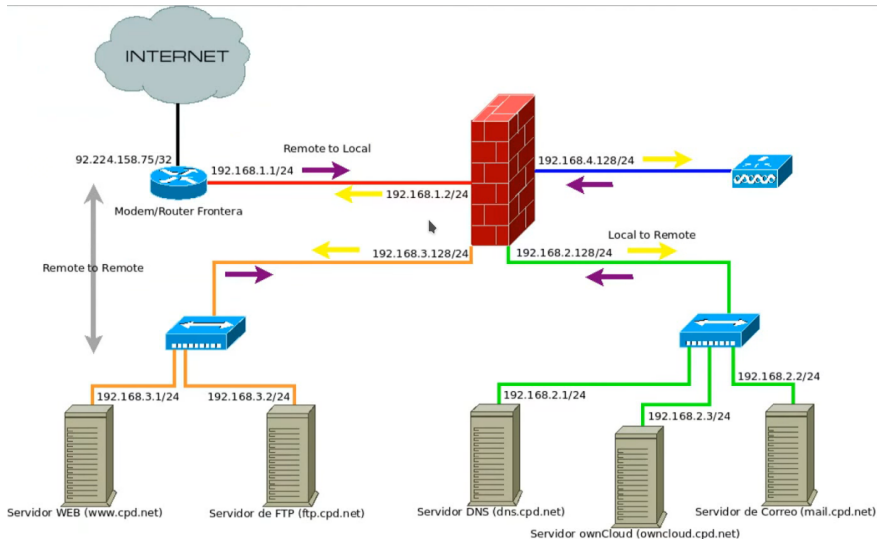 INTERNET
92.224.158.75/32
192.168.1.1/24
Remote to Local
192.168.4.128/24
192.168.1.2/24
Modem/Router Frontera
Local to Remote
192.168.3.128/24
192.168.2.128/24
Remote to Remote
192.168.3.1/24
192.168.3.2/24
192.168.2.1/24
192.168.2.3/24
192.168.2.2/24
Servidor WEB (www.cpd.net)
Servidor de FTP (ftp.cpd.net)
Servidor DNS (dns.cpd.net)
Servidor ownCloud (owncloud.cpd.net)
Servidor de Correo (mail.cpd.net)